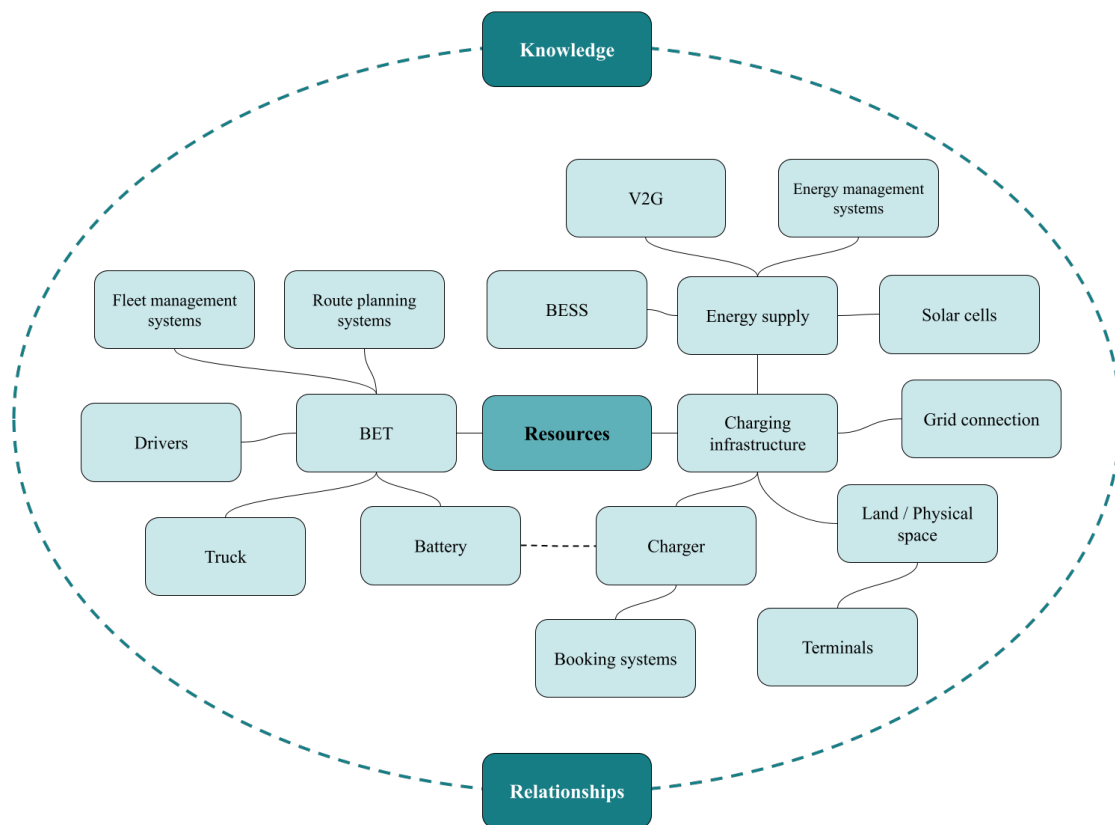 Knowledge
V2G
Energy management
systems
Fleet management
systems
Route planning
systems
BESS
Energy supply
Solar cells
Drivers
BET
Resources
Charging
infrastructure
Grid connection
Truck
Battery
Charger
Land / Physical
space
Booking systems
Terminals
Relationships